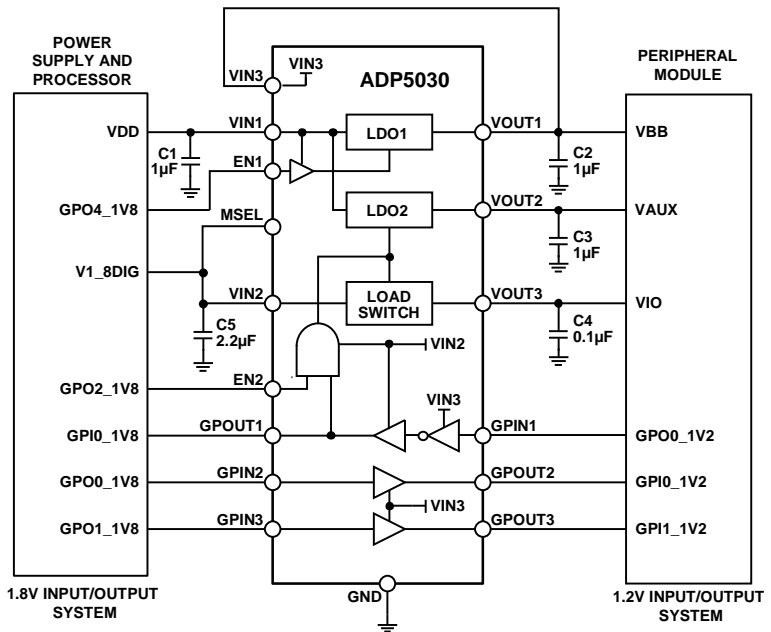 POWER
SUPPLY AND
PROCESSOR
VIN3
VIN3
ADP5030
PERIPHERAL
MODULE
VDD
VIN1
LDO1
VOUT1
VBB
C1
1µF
EN1
C2
1µF
GPO4_1V8
MSEL
LDO2
VOUT2
VAUX
C3
1µF
V1_8DIG
VIN2
LOAD
SWITCH
VOUT3
VIO
C5
2.2µF
C4
0.1µF
VIN2
GPO2_1V8
EN2
VIN3
GPI0_1V8
GPOUT1
GPIN1
GPO0_1V2
GPO0_1V8
GPIN2
GPOUT2
GPI0_1V2
VIN3
GPO1_1V8
GPIN3
GPOUT3
GPI1_1V2
GND
1.8V INPUT/OUTPUT
SYSTEM
1.2V INPUT/OUTPUT
SYSTEM